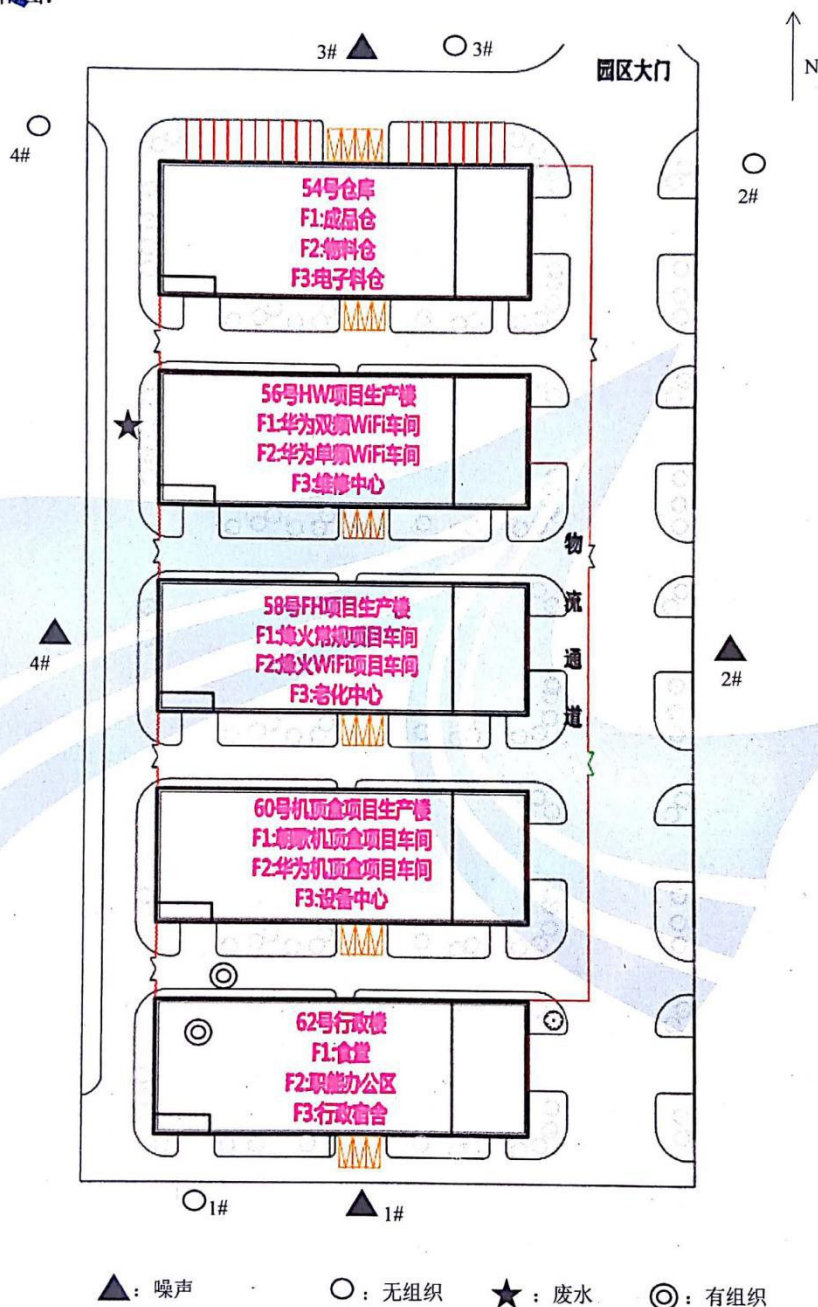 3#
3#
园区大门
N
4#
2#
54号仓库
F1:成品仓
F2:物料仓
F3:电子料仓
56号HW项目生产楼
F1:华为双频WiFi车间
F2:华为单频WiFi车间
F3:维修中心
物流通道
58号FH项目生产楼
F1:烽火常规项目车间
F2:烽火WiFi项目车间
F3:老化中心
4#
2#
60号机顶盒项目生产楼
F1:朝歌机顶盒项目车间
F2:华为机顶盒项目车间
F3:设备中心
62号行政楼
F1:食堂
F2:职能办公区
F3:行政宿舍
1#
1#
▲：噪声 ○：无组织 ★：废水 ◎：有组织